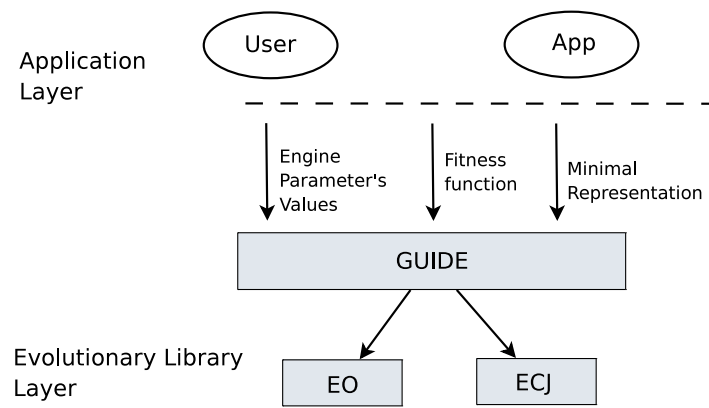 User
App
Application
Layer
Engine
Parameter's
Values
Fitness
function
Minimal
Representation
GUIDE
Evolutionary Library
Layer
EO
ECJ